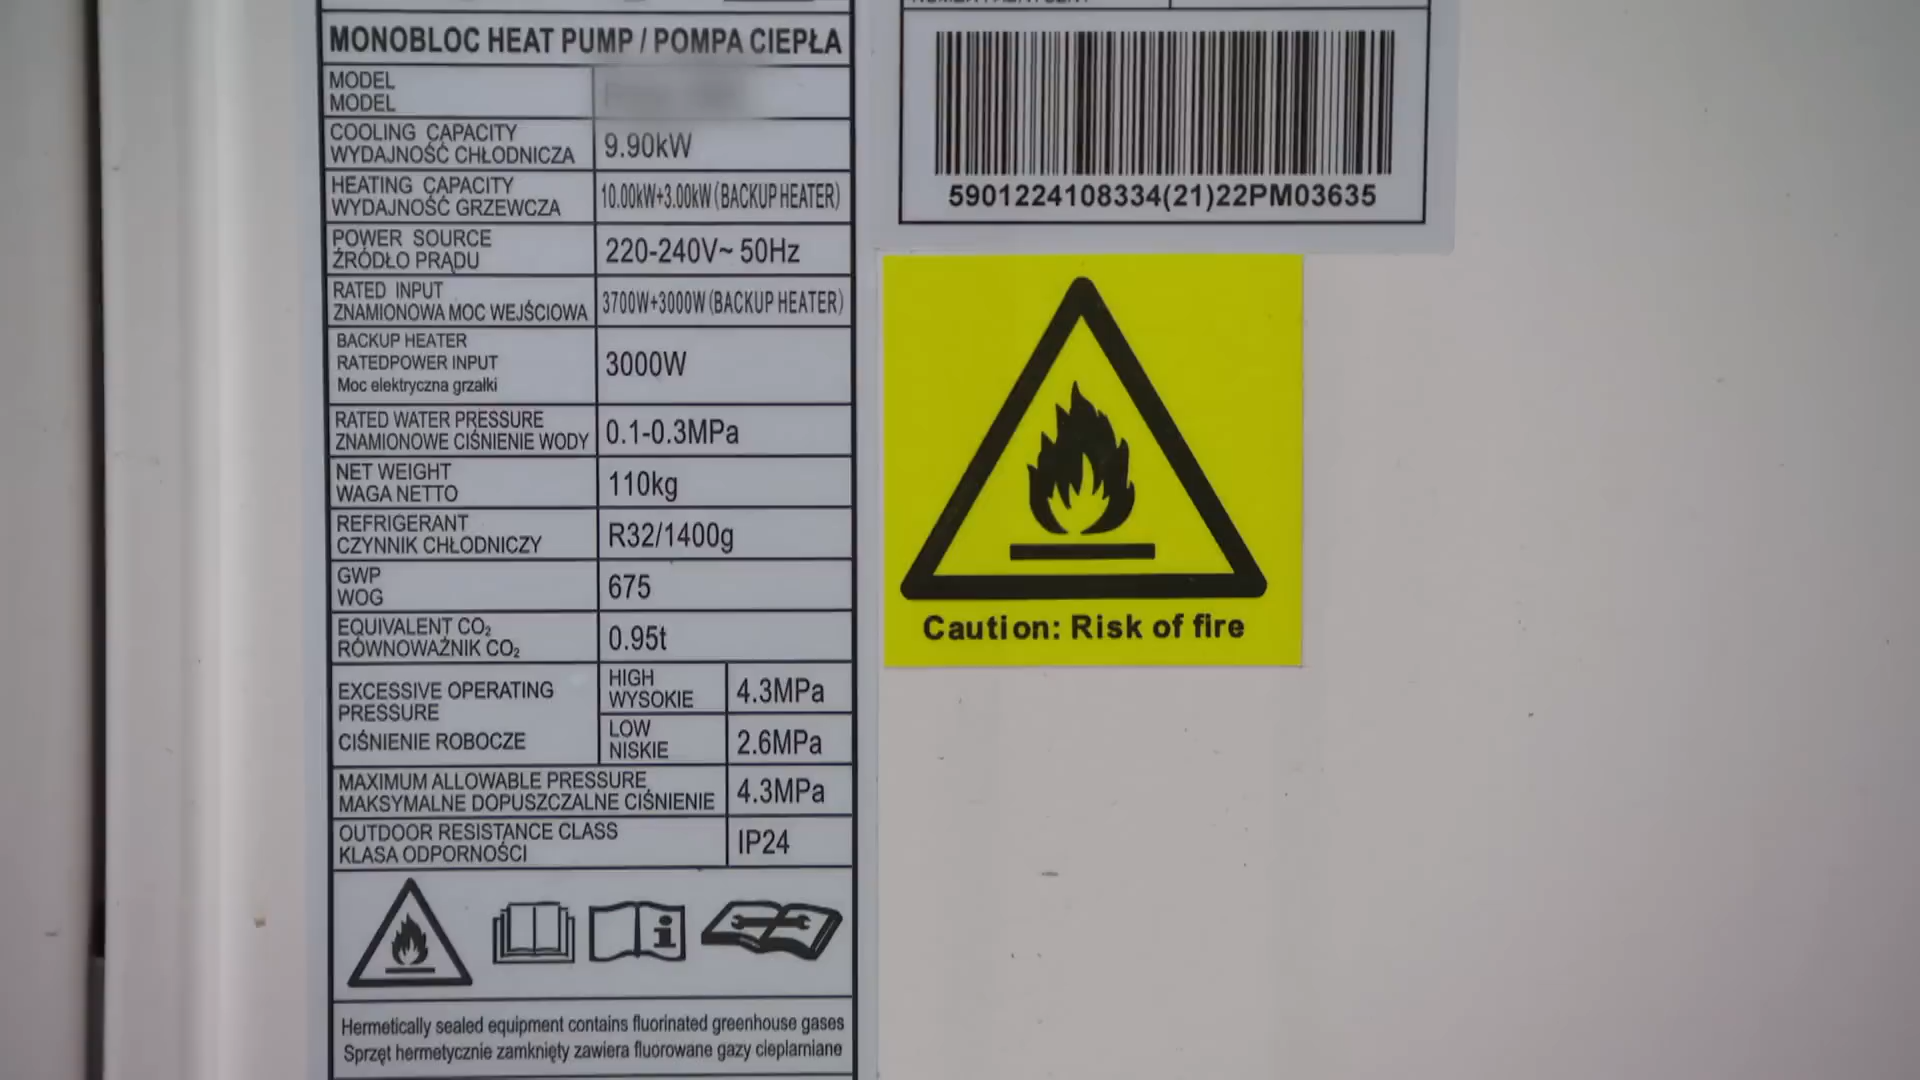 MONOBLOC HEAT PUMP / POMPA CIEPŁA
MODEL
MODEL
COOLING CAPACITY
WYDAJNOŚĆ CHŁODNICZA
9.90kW
HEATING CAPACITY
WYDAJNOŚĆ GRZEWCZA
10.00kW+3.00kW(BACKUP HEATER)
POWER SOURCE
ŹRÓDŁO PRĄDU
220-240V~ 50Hz
RATED INPUT
ZNAMIONOWA MOC WEJŚCIOWA
3700W+3000W(BACKUP HEATER)
BACKUP HEATER
RATEDPOWER INPUT
Moc elektryczna grzałki
3000W
RATED WATER PRESSURE
ZNAMIONOWE CIŚNIENIE WODY
0.1-0.3MPa
NET WEIGHT
WAGA NETTO
110kg
REFRIGERANT
CZYNNIK CHŁODNICZY
R32/1400g
GWP
WOG
675
EQUIVALENT CO₂
RÓWNOWAŻNIK CO₂
0.95t
EXCESSIVE OPERATING
PRESSURE
CIŚNIENIE ROBOCZE
HIGH
WYSOKIE
4.3MPa
LOW
NISKIE
2.6MPa
MAXIMUM ALLOWABLE PRESSURE
MAKSYMALNE DOPUSZCZALNE CIŚNIENIE
4.3MPa
OUTDOOR RESISTANCE CLASS
KLASA ODPORNOŚCI
IP24
Hermetically sealed equipment contains fluorinated greenhouse gases
Sprzęt hermetycznie zamknięty zawiera fluorowane gazy cieplarniane
5901224108334(21)22PM03635
Caution: Risk of fire